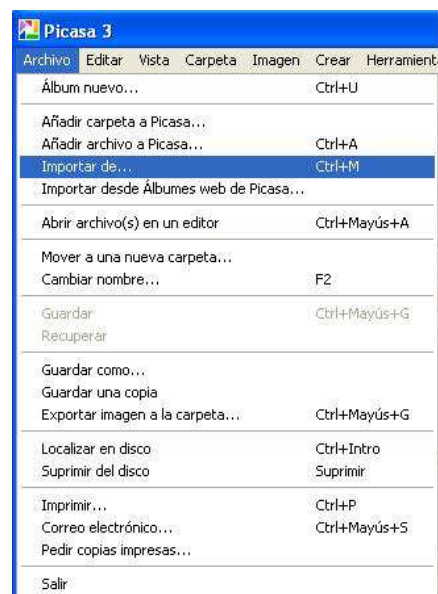 Picasa 3
Archivo Editar Vista Carpeta Imagen Crear Herramient
Álbum nuevo... Ctrl+U
Añadir carpeta a Picasa...
Añadir archivo a Picasa... Ctrl+A
Importar de... Ctrl+M
Importar desde Álbumes web de Picasa...
Abrir archivo(s) en un editor Ctrl+Mayús+A
Mover a una nueva carpeta...
Cambiar nombre... F2
Guardar Ctrl+Mayús+G
Recuperar
Guardar como...
Guardar una copia
Exportar imagen a la carpeta... Ctrl+Mayús+G
Localizar en disco Ctrl+Intro
Suprimir del disco Suprimir
Imprimir... Ctrl+P
Correo electrónico... Ctrl+Mayús+S
Pedir copias impresas...
Salir